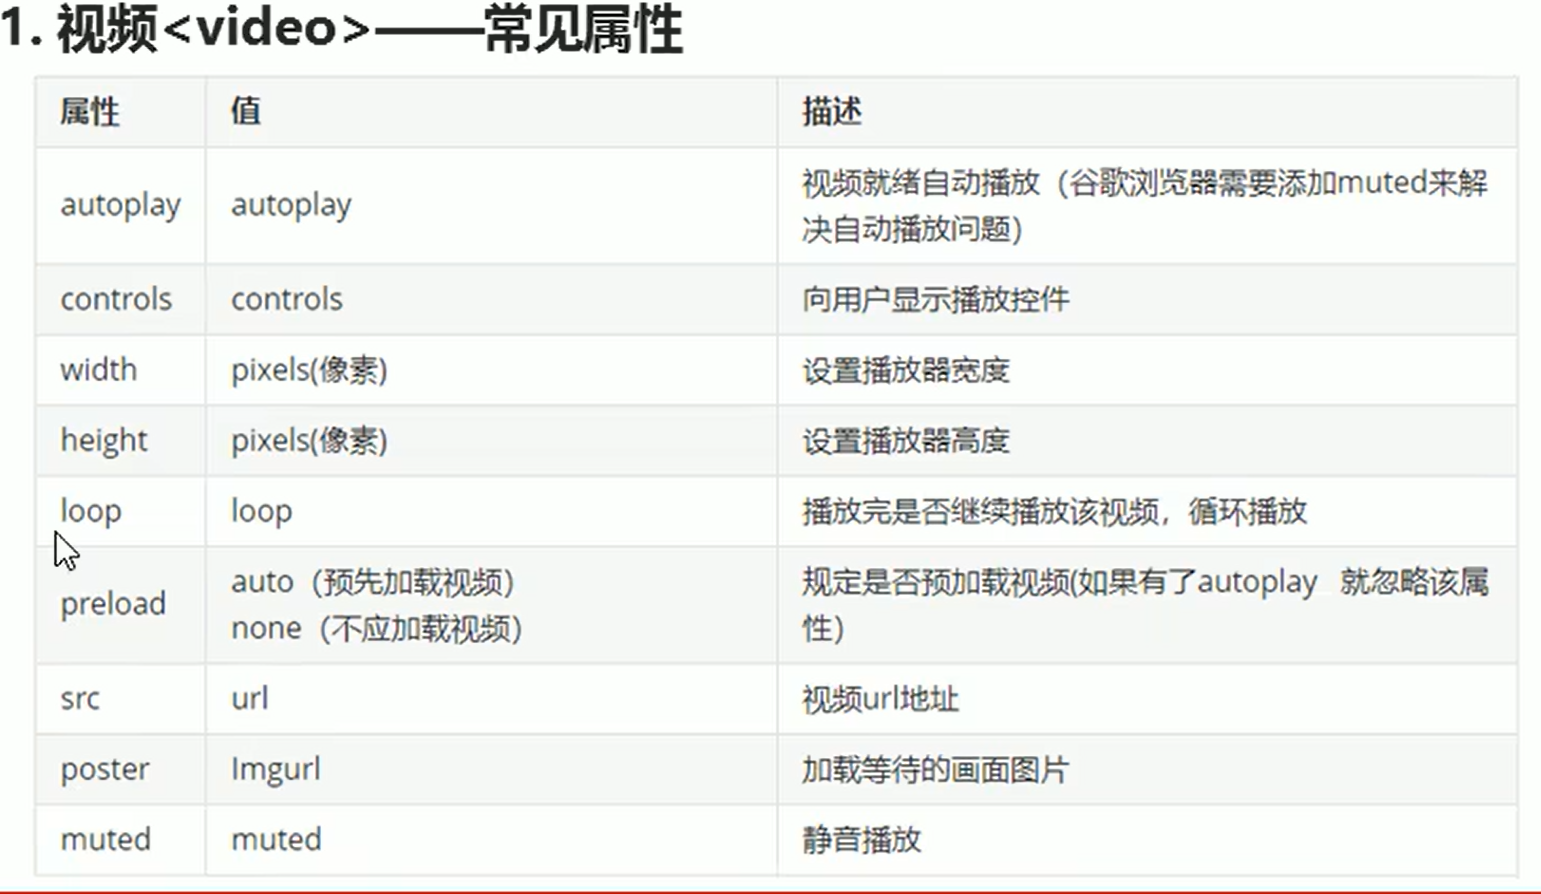 1. 视频<video>——常见属性
属性 值 描述
autoplay autoplay 视频就绪自动播放（谷歌浏览器需要添加muted来解
决自动播放问题）
controls controls 向用户显示播放控件
width pixels(像素) 设置播放器宽度
height pixels(像素) 设置播放器高度
loop loop 播放完是否继续播放该视频，循环播放
preload
auto（预先加载视频）
none（不应加载视频）
规定是否预加载视频(如果有了autoplay 就忽略该属
性）
src url 视频url地址
poster Imgurl 加载等待的画面图片
muted muted 静音播放